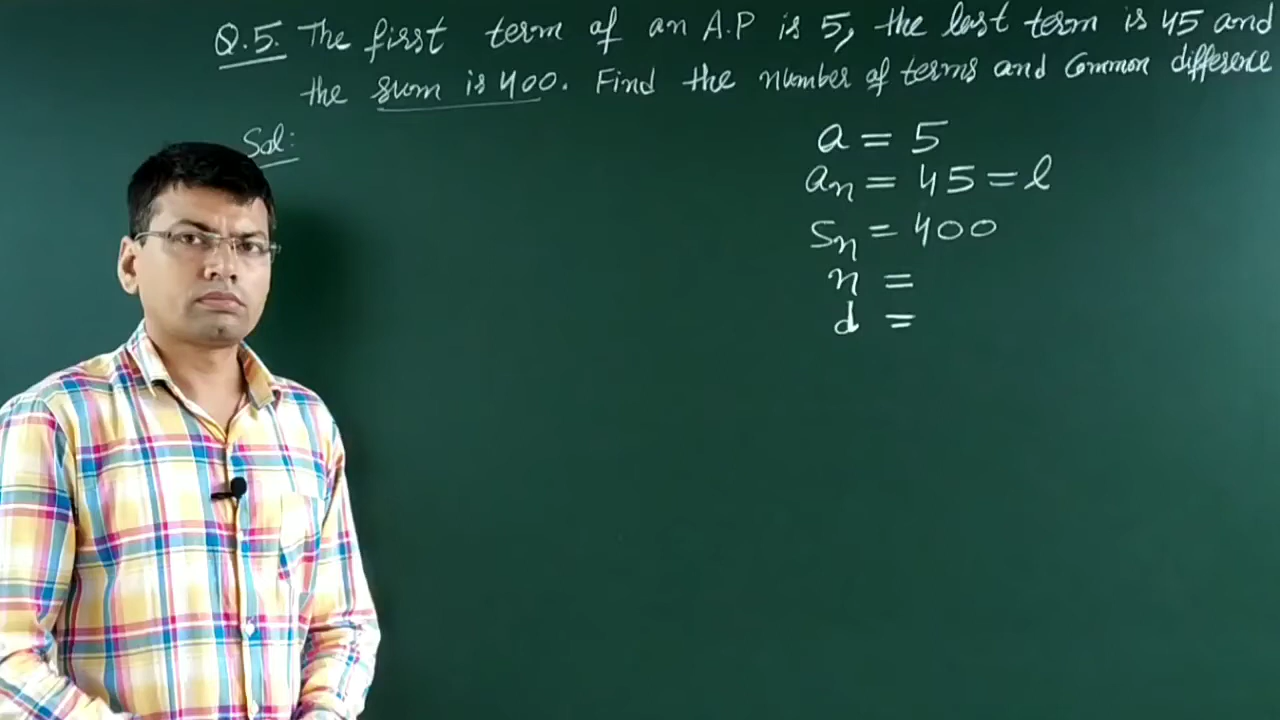 Q.5. The first term of an A.P is 5, the last term is 45 and
the sum is 400. Find the number of terms and Common difference
Sol:
a = 5
aₙ = 45 = l
Sₙ = 400
n =
d =